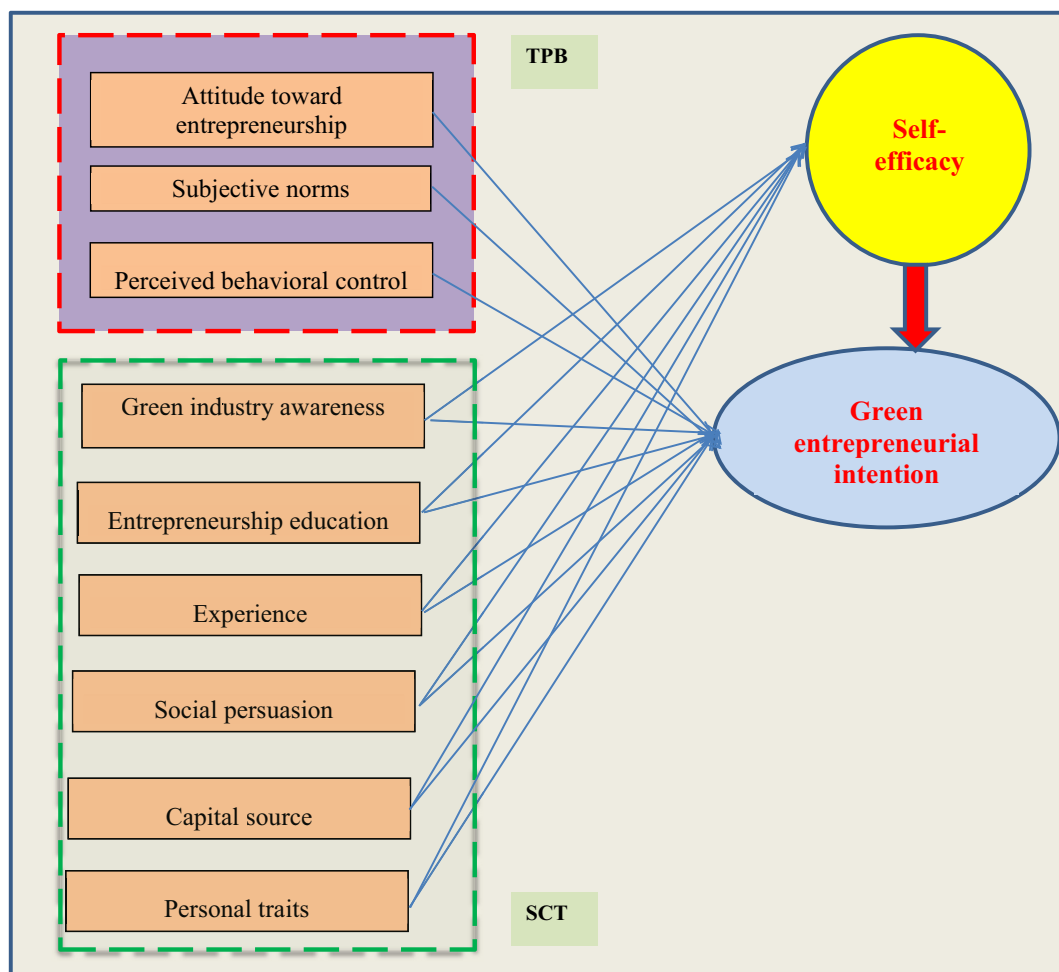 TPB
Attitude toward
entrepreneurship
Subjective norms
Perceived behavioral control
Self-
efficacy
Green industry awareness
Entrepreneurship education
Experience
Social persuasion
Capital source
Personal traits
Green
entrepreneurial
intention
SCT